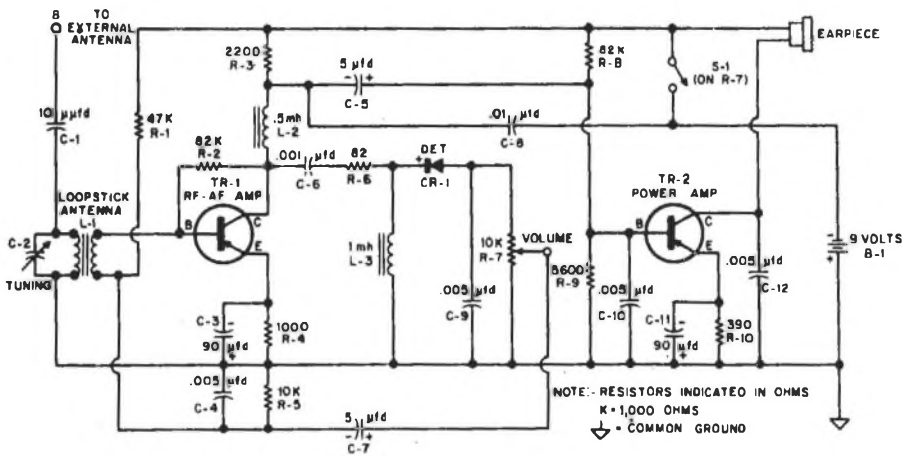 8 TO
EXTERNAL
ANTENNA
10 µµfd
C-1
47K
R-1
2200
R-3
.5mh
L-2
5 µfd
- +
C-5
82K
R-8
S-1
(ON R-7)
EARPIECE
.01 µfd
C-8
82K
R-2
.001 µfd
C-6
82
R-6
DET
+
CR-1
TR-1
RF-AF AMP
B
C
E
TR-2
POWER AMP
B
C
E
LOOPSTICK
ANTENNA
L-1
C-2
TUNING
1mh
L-3
10K
R-7
VOLUME
.005 µfd
C-9
8600
R-9
.005 µfd
C-10
C-11 -
90 µfd
+
390
R-10
.005 µfd
C-12
-
+
9 VOLTS
B-1
C-3 -
90 µfd
+
1000
R-4
.005 µfd
C-4
10K
R-5
5 µfd
- +
C-7
NOTE:- RESISTORS INDICATED IN OHMS
K = 1,000 OHMS
= COMMON GROUND